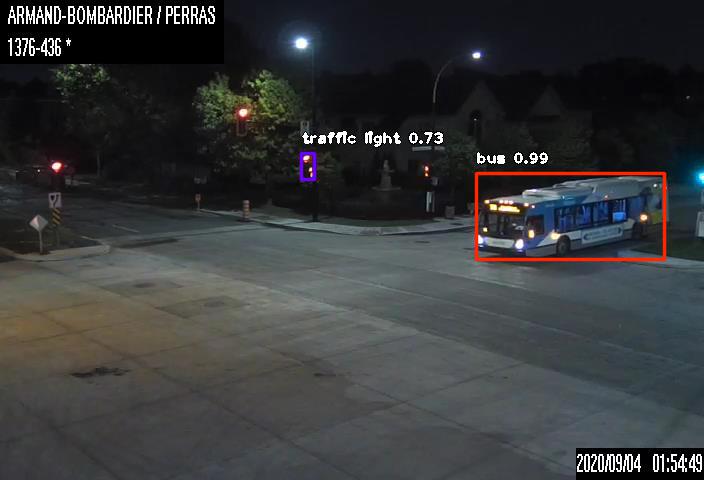 ARMAND-BOMBARDIER / PERRAS
1376-436 *
traffic light 0.73
bus 0.99
2020/09/04 01:54:49